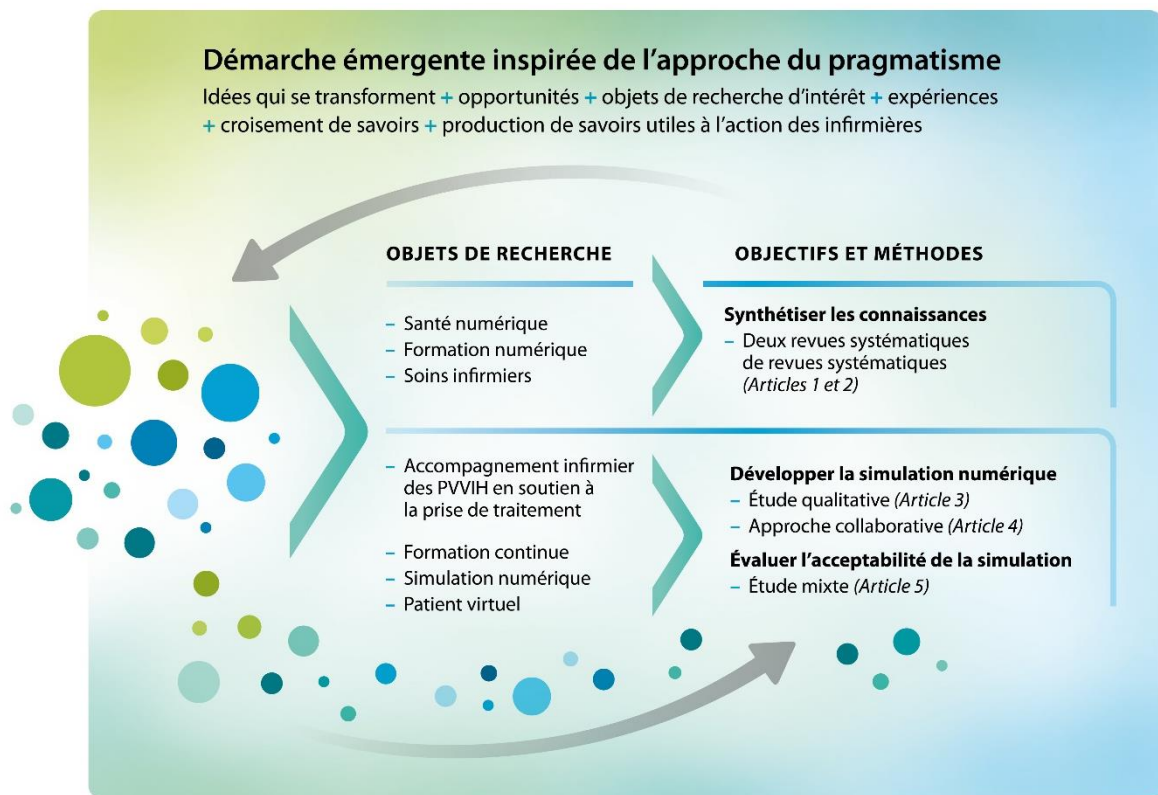 Démarche émergente inspirée de l'approche du pragmatisme
Idées qui se transforment + opportunités + objets de recherche d'intérêt + expériences
+ croisement de savoirs + production de savoirs utiles à l'action des infirmières
OBJETS DE RECHERCHE
– Santé numérique
– Formation numérique
– Soins infirmiers
OBJECTIFS ET MÉTHODES
Synthétiser les connaissances
– Deux revues systématiques
de revues systématiques
(Articles 1 et 2)
– Accompagnement infirmier
des PVVIH en soutien à
la prise de traitement
– Formation continue
– Simulation numérique
– Patient virtuel
Développer la simulation numérique
– Étude qualitative (Article 3)
– Approche collaborative (Article 4)
Évaluer l'acceptabilité de la simulation
– Étude mixte (Article 5)